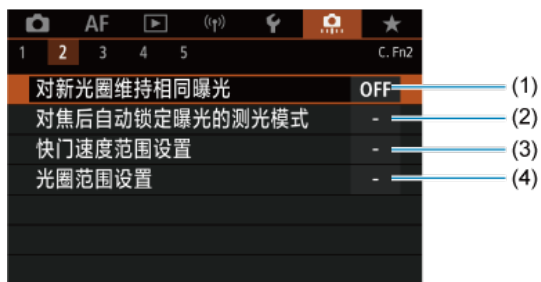 AF
1 2 3 4 5 C.Fn2
对新光圈维持相同曝光 OFF (1)
对焦后自动锁定曝光的测光模式 - (2)
快门速度范围设置 - (3)
光圈范围设置 - (4)